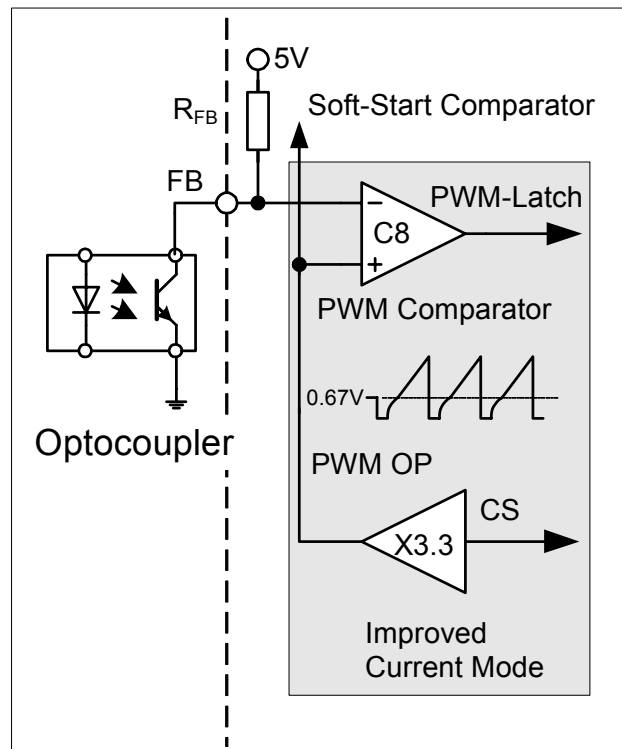 5V
R_FB
Soft-Start Comparator
FB
PWM-Latch
−
C8
+
PWM Comparator
0.67V
Optocoupler
PWM OP
CS
X3.3
Improved
Current Mode